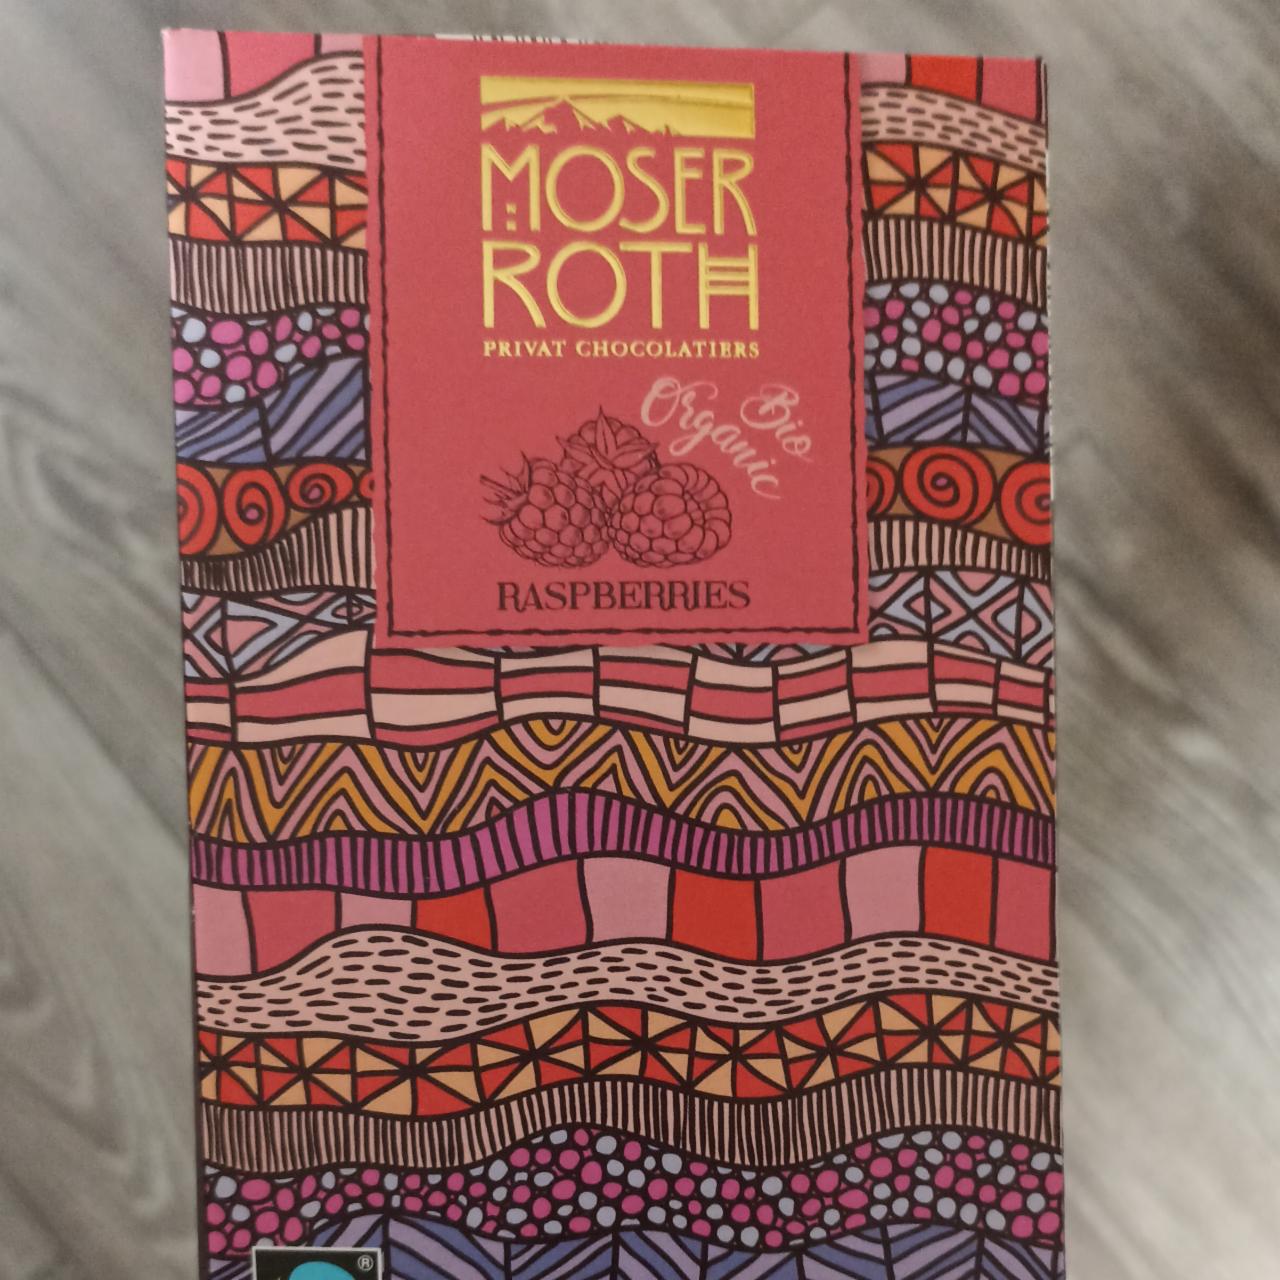 MOSER
ROTH
PRIVAT CHOCOLATIERS
Bio
Organic
RASPBERRIES
®